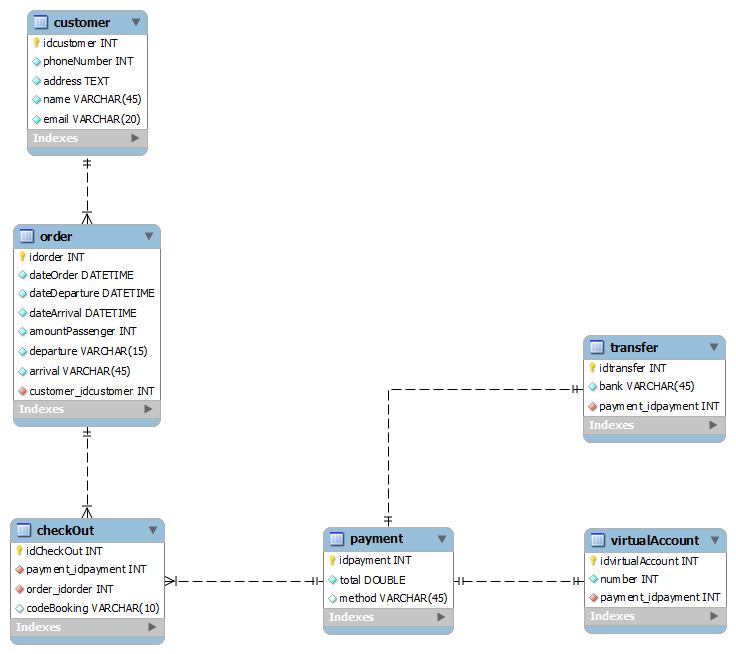 customer
idcustomer INT
phoneNumber INT
address TEXT
name VARCHAR(45)
email VARCHAR(20)
Indexes
order
idorder INT
dateOrder DATETIME
dateDeparture DATETIME
dateArrival DATETIME
amountPassenger INT
departure VARCHAR(15)
arrival VARCHAR(45)
customer_idcustomer INT
Indexes
transfer
idtransfer INT
bank VARCHAR(45)
payment_idpayment INT
Indexes
checkOut
idCheckOut INT
payment_idpayment INT
order_idorder INT
codeBooking VARCHAR(10)
Indexes
payment
idpayment INT
total DOUBLE
method VARCHAR(45)
Indexes
virtualAccount
idvirtualAccount INT
number INT
payment_idpayment INT
Indexes